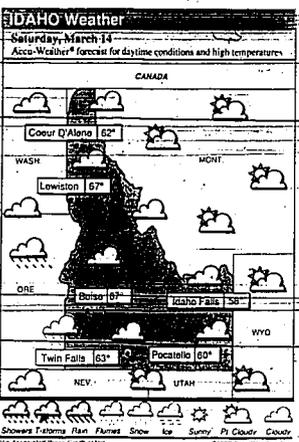 IDAHO Weather
Saturday, March 14
Accu-Weather® forecast for daytime conditions and high temperatures
CANADA
Coeur D'Alene 62°
WASH.
MONT.
Lewiston 67°
ORE
Boise 67°
Idaho Falls 58°
WYO
Twin Falls 63°
Pocatello 60°
NEV.
UTAH
Showers T-storms Rain Flurries Snow Ice Sunny Pt. Cloudy Cloudy